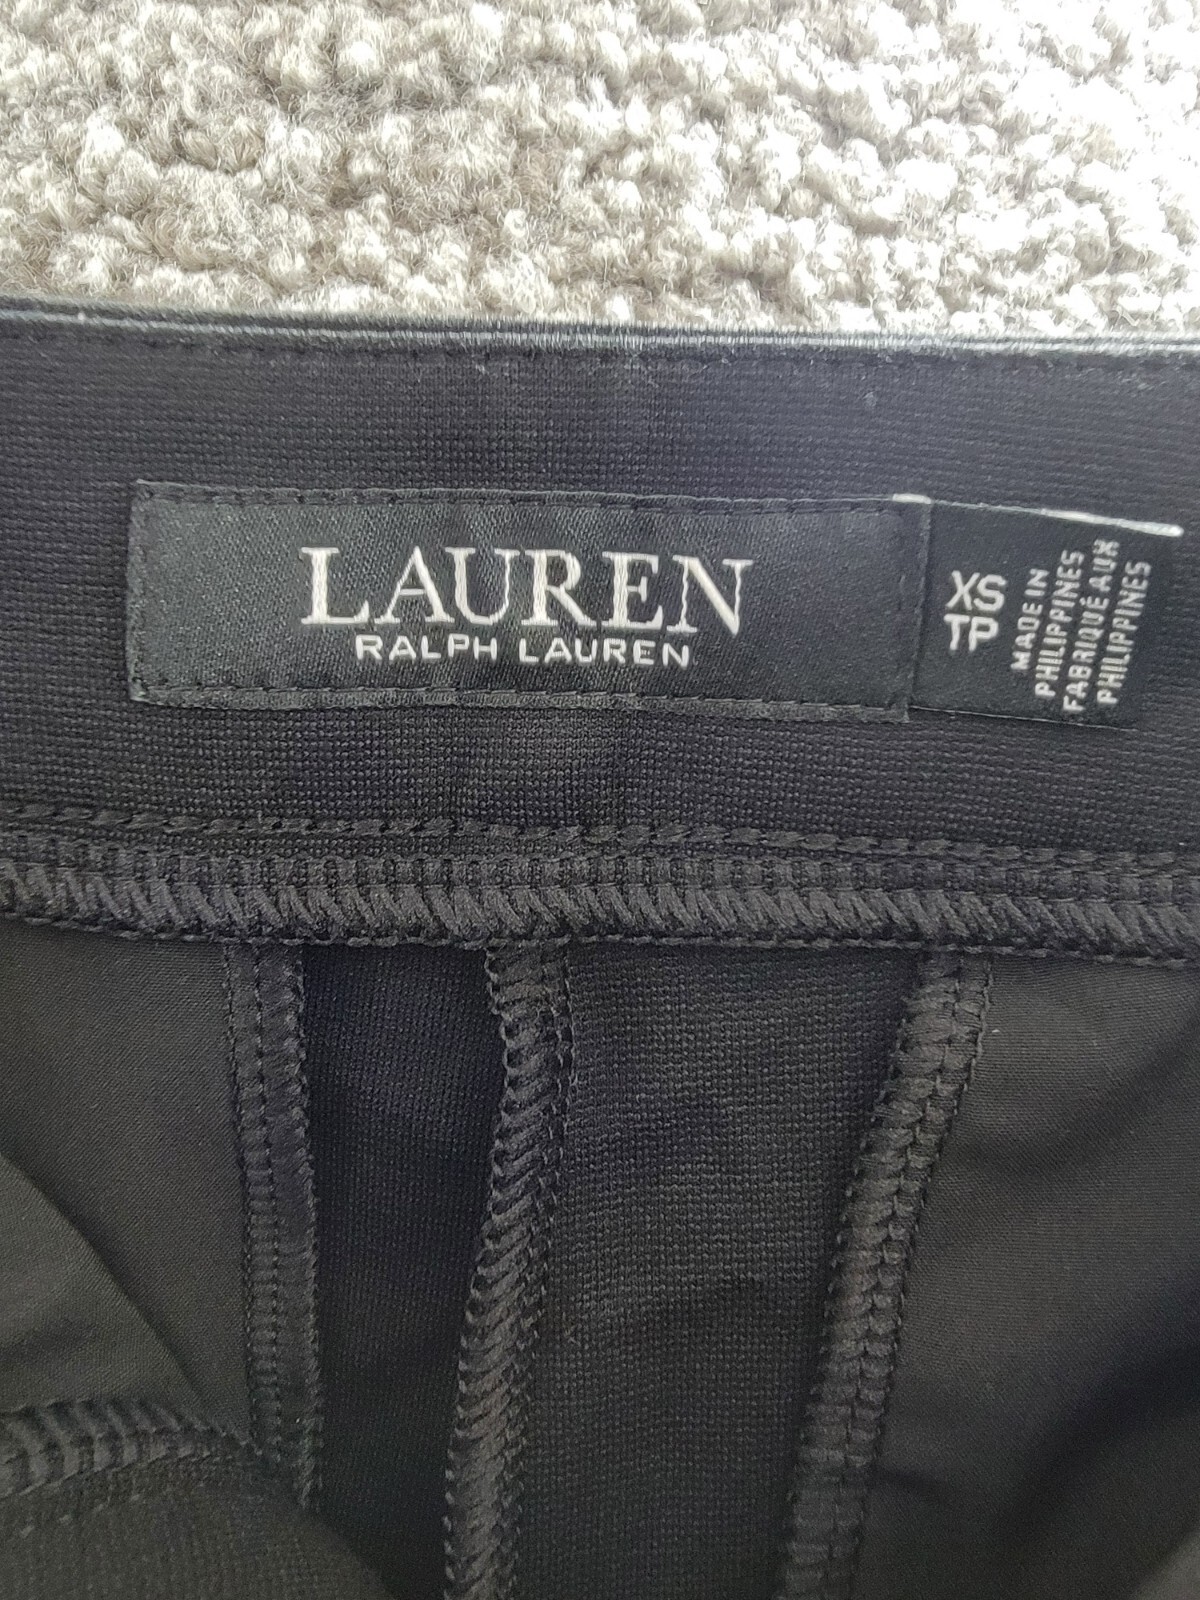 LAUREN
RALPH LAUREN
XS
TP
MADE IN
PHILIPPINES
FABRIQUÉ AUX
PHILIPPINES